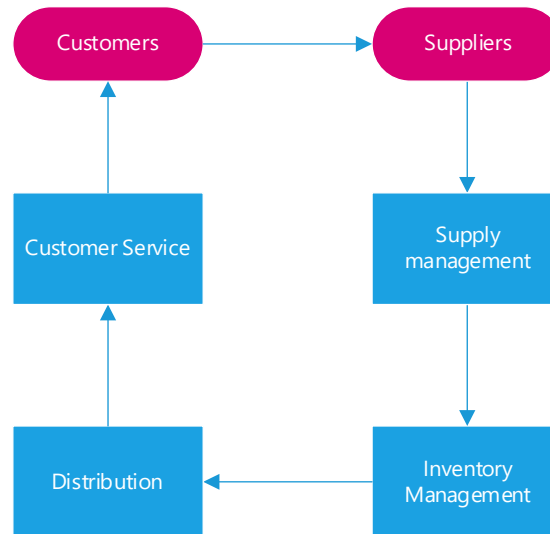 Customers
Suppliers
Customer Service
Supply
management
Distribution
Inventory
Management